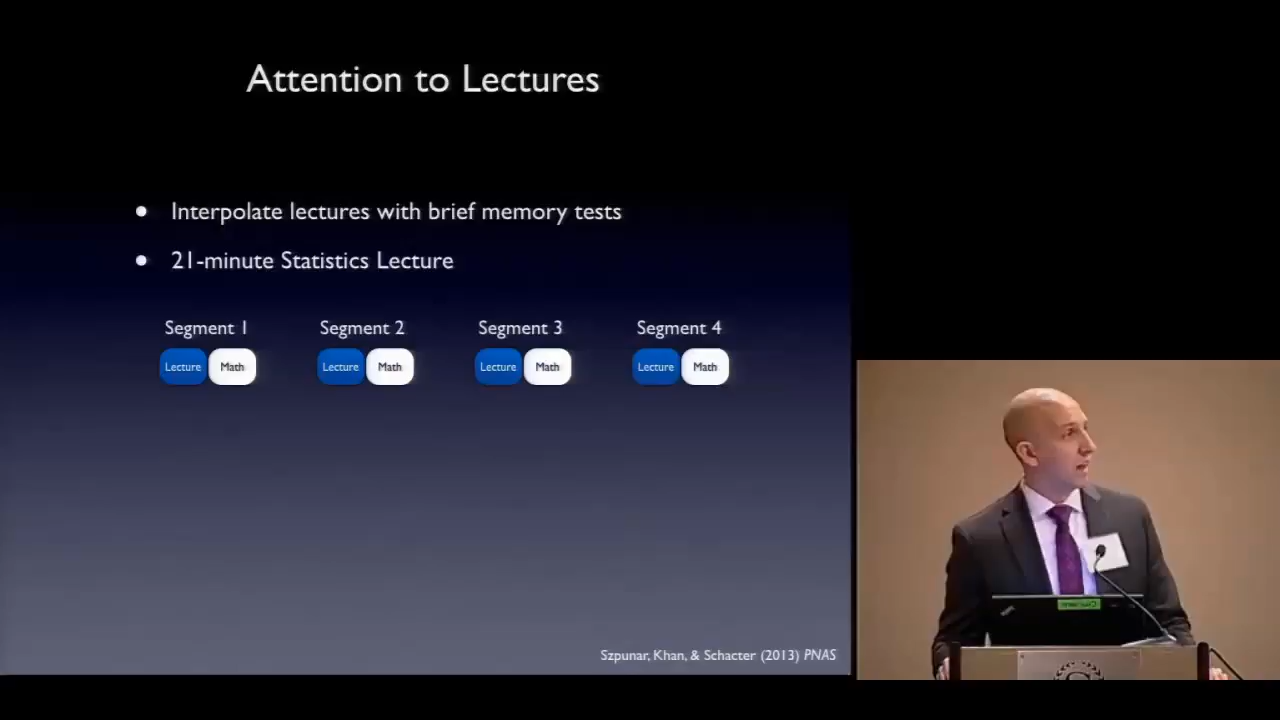 Attention to Lectures
• Interpolate lectures with brief memory tests
• 21-minute Statistics Lecture
Segment 1 Segment 2 Segment 3 Segment 4
Lecture Math Lecture Math Lecture Math Lecture Math
Szpunar, Khan, & Schacter (2013) PNAS